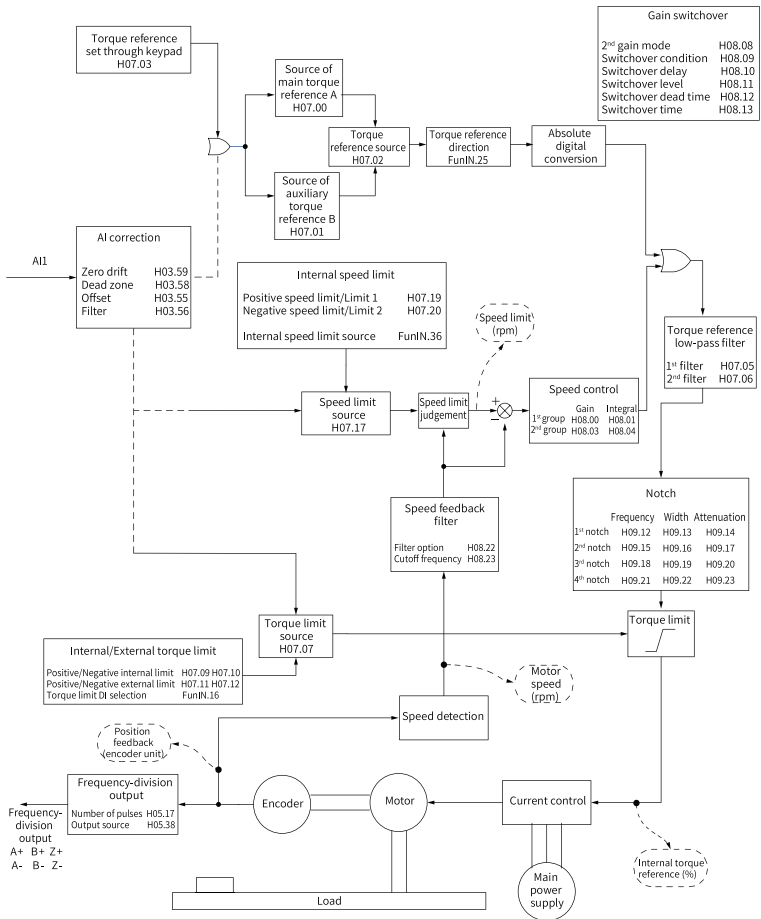 Gain switchover
2nd gain mode H08.08
Switchover condition H08.09
Switchover delay H08.10
Switchover level H08.11
Switchover dead time H08.12
Switchover time H08.13
Torque reference
set through keypad
H07.03
Source of
main torque
reference A
H07.00
Torque
reference source
H07.02
Torque reference
direction
FunIN.25
Absolute
digital
conversion
Source of
auxiliary
torque
reference B
H07.01
AI1
AI correction
Zero drift H03.59
Dead zone H03.58
Offset H03.55
Filter H03.56
Internal speed limit
Positive speed limit/Limit 1 H07.19
Negative speed limit/Limit 2 H07.20
Internal speed limit source FunIN.36
Speed limit
(rpm)
Torque reference
low-pass filter
1st filter H07.05
2nd filter H07.06
Speed limit
source
H07.17
Speed limit
judgement
+
−
Speed control
Gain Integral
1st group H08.00 H08.01
2nd group H08.03 H08.04
Speed feedback
filter
Filter option H08.22
Cutoff frequency H08.23
Notch
Frequency Width Attenuation
1st notch H09.12 H09.13 H09.14
2nd notch H09.15 H09.16 H09.17
3rd notch H09.18 H09.19 H09.20
4th notch H09.21 H09.22 H09.23
Torque limit
source
H07.07
Torque limit
Internal/External torque limit
Positive/Negative internal limit H07.09 H07.10
Positive/Negative external limit H07.11 H07.12
Torque limit DI selection FunIN.16
Motor
speed
(rpm)
Speed detection
Position
feedback
(encoder unit)
Frequency-division
output
Number of pulses H05.17
Output source H05.38
Encoder
Motor
Current control
Frequency-
division
output
A+ B+ Z+
A- B- Z-
Internal torque
reference (%)
Main
power
supply
Load